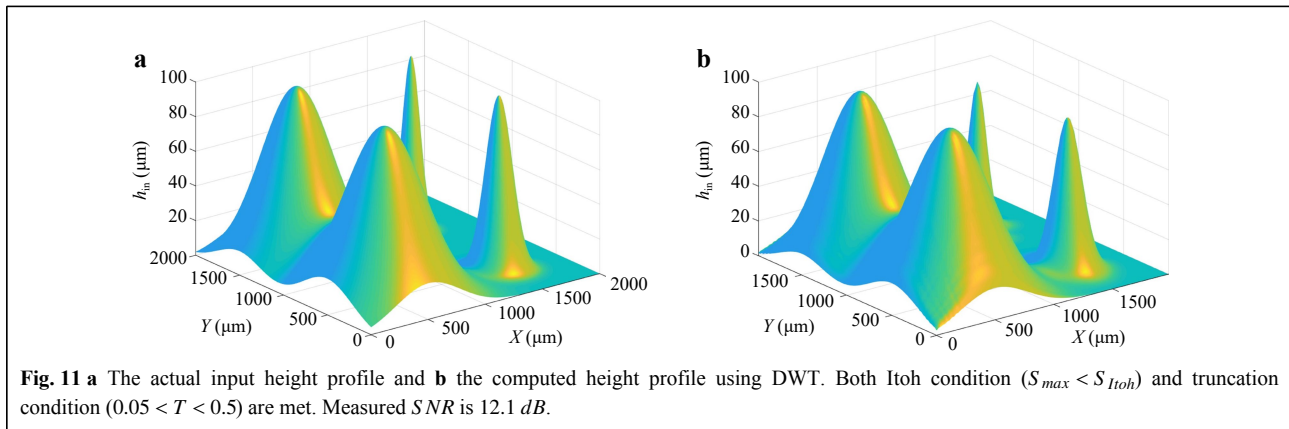 a
100
80
60
40
20
2000
1500
1000
500
0
0
500
1000
1500
2000
h_in (μm)
Y (μm)
X (μm)
b
100
80
60
40
20
0
1500
1000
500
0
0
500
1000
1500
h_in (μm)
Y (μm)
X (μm)
Fig. 11 a The actual input height profile and b the computed height profile using DWT. Both Itoh condition (S_max < S_Itoh) and truncation
condition (0.05 < T < 0.5) are met. Measured SNR is 12.1 dB.